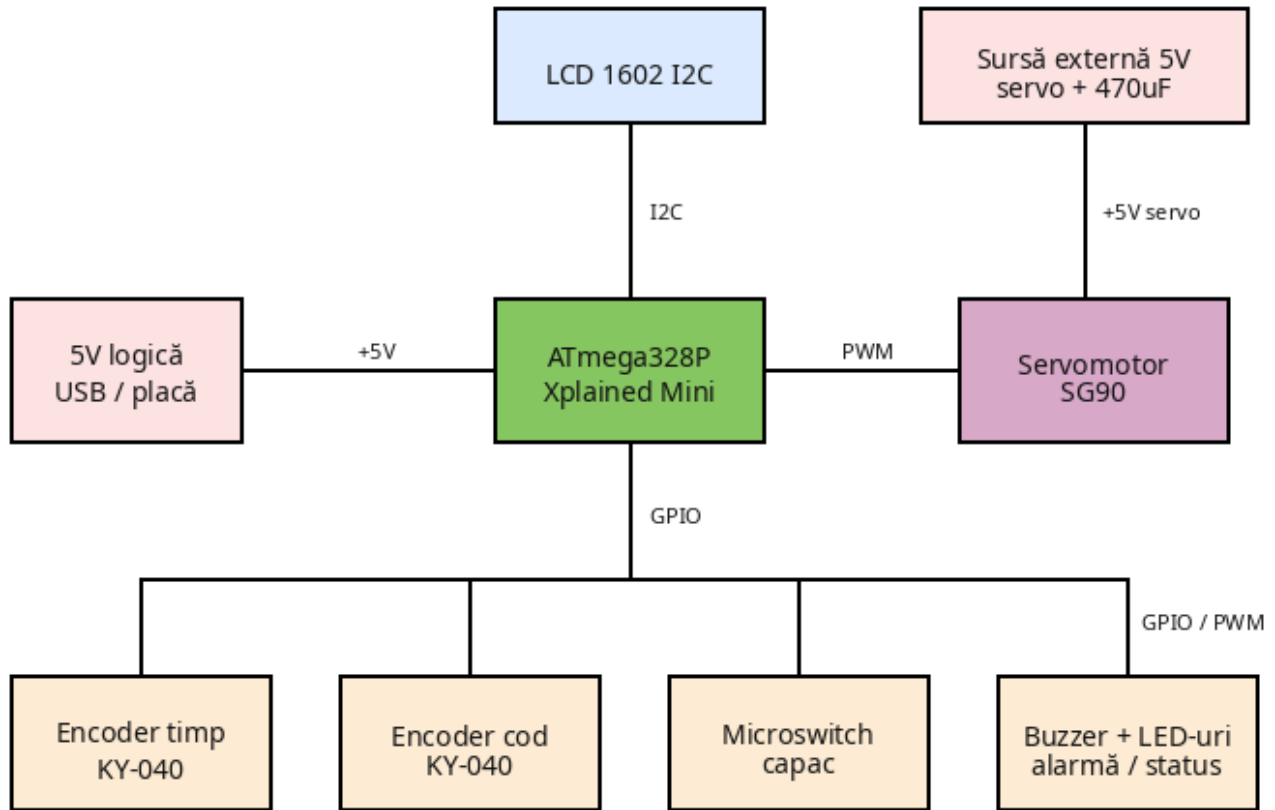 LCD 1602 I2C
Sursă externă 5V
servo + 470uF
I2C
+5V servo
5V logică
USB / placă
+5V
ATmega328P
Xplained Mini
PWM
Servomotor
SG90
GPIO
GPIO / PWM
Encoder timp
KY-040
Encoder cod
KY-040
Microswitch
capac
Buzzer + LED-uri
alarmă / status